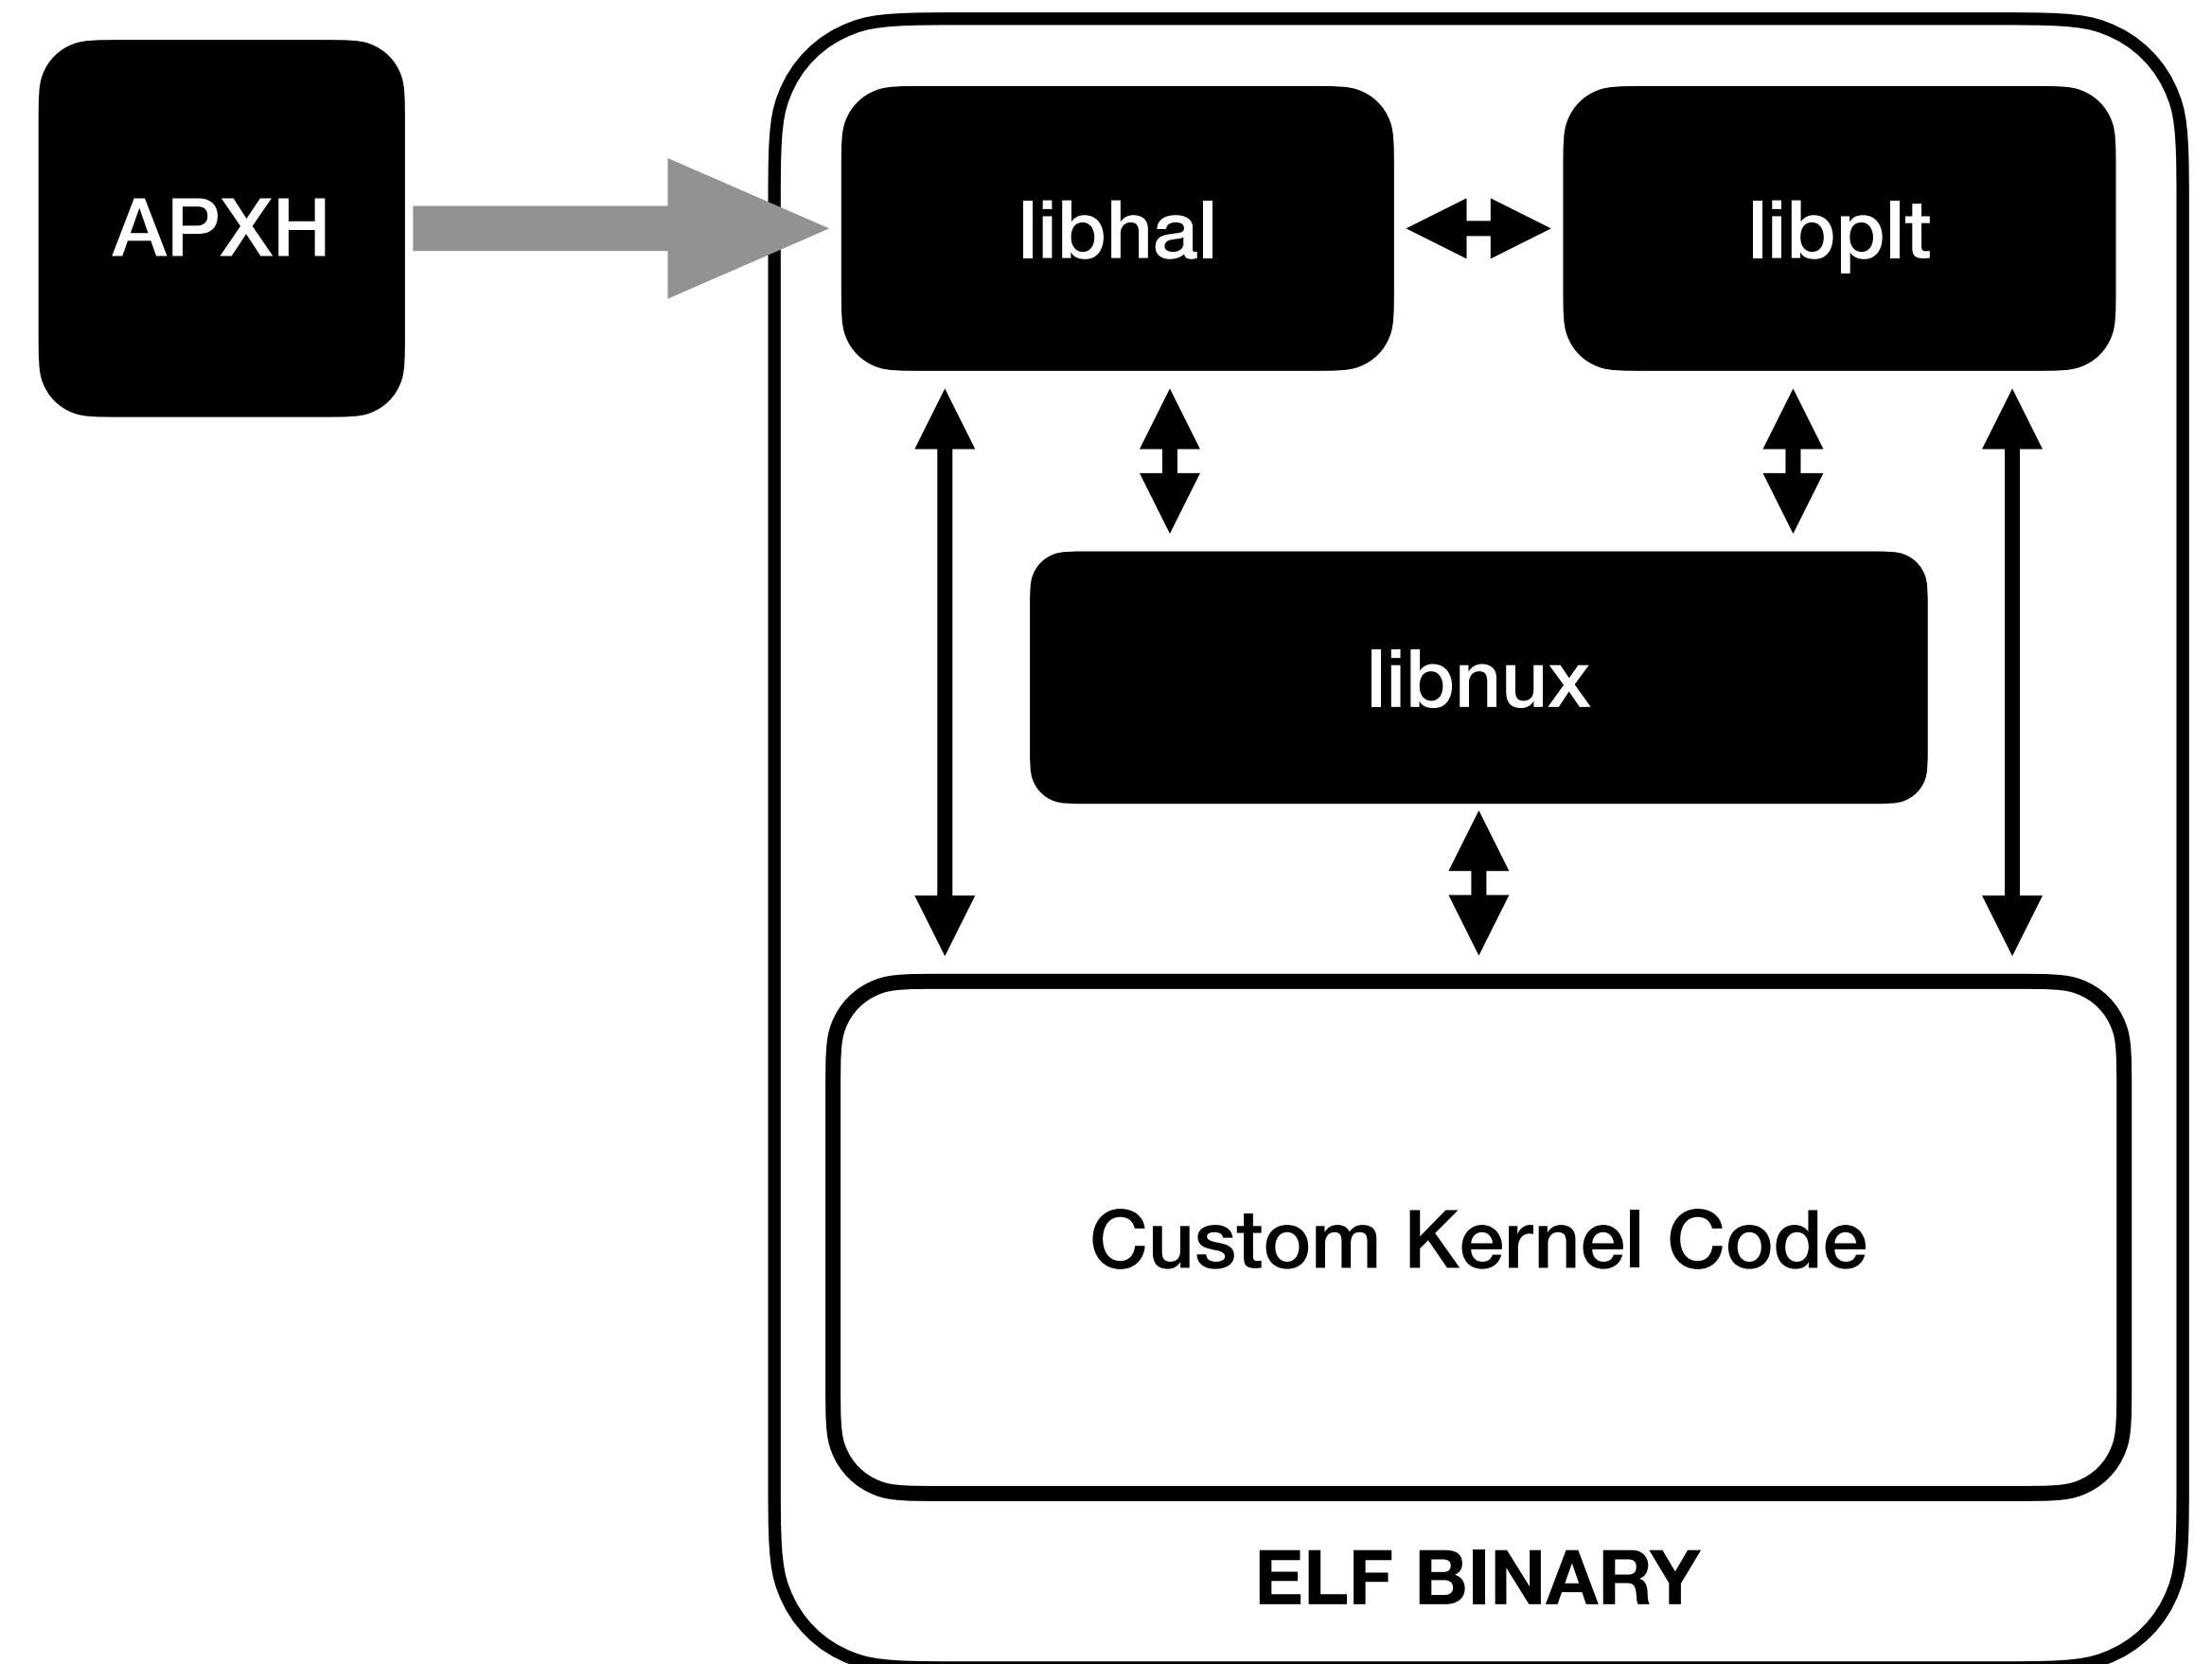 APXH
libhal
libplt
libnux
Custom Kernel Code
ELF BINARY